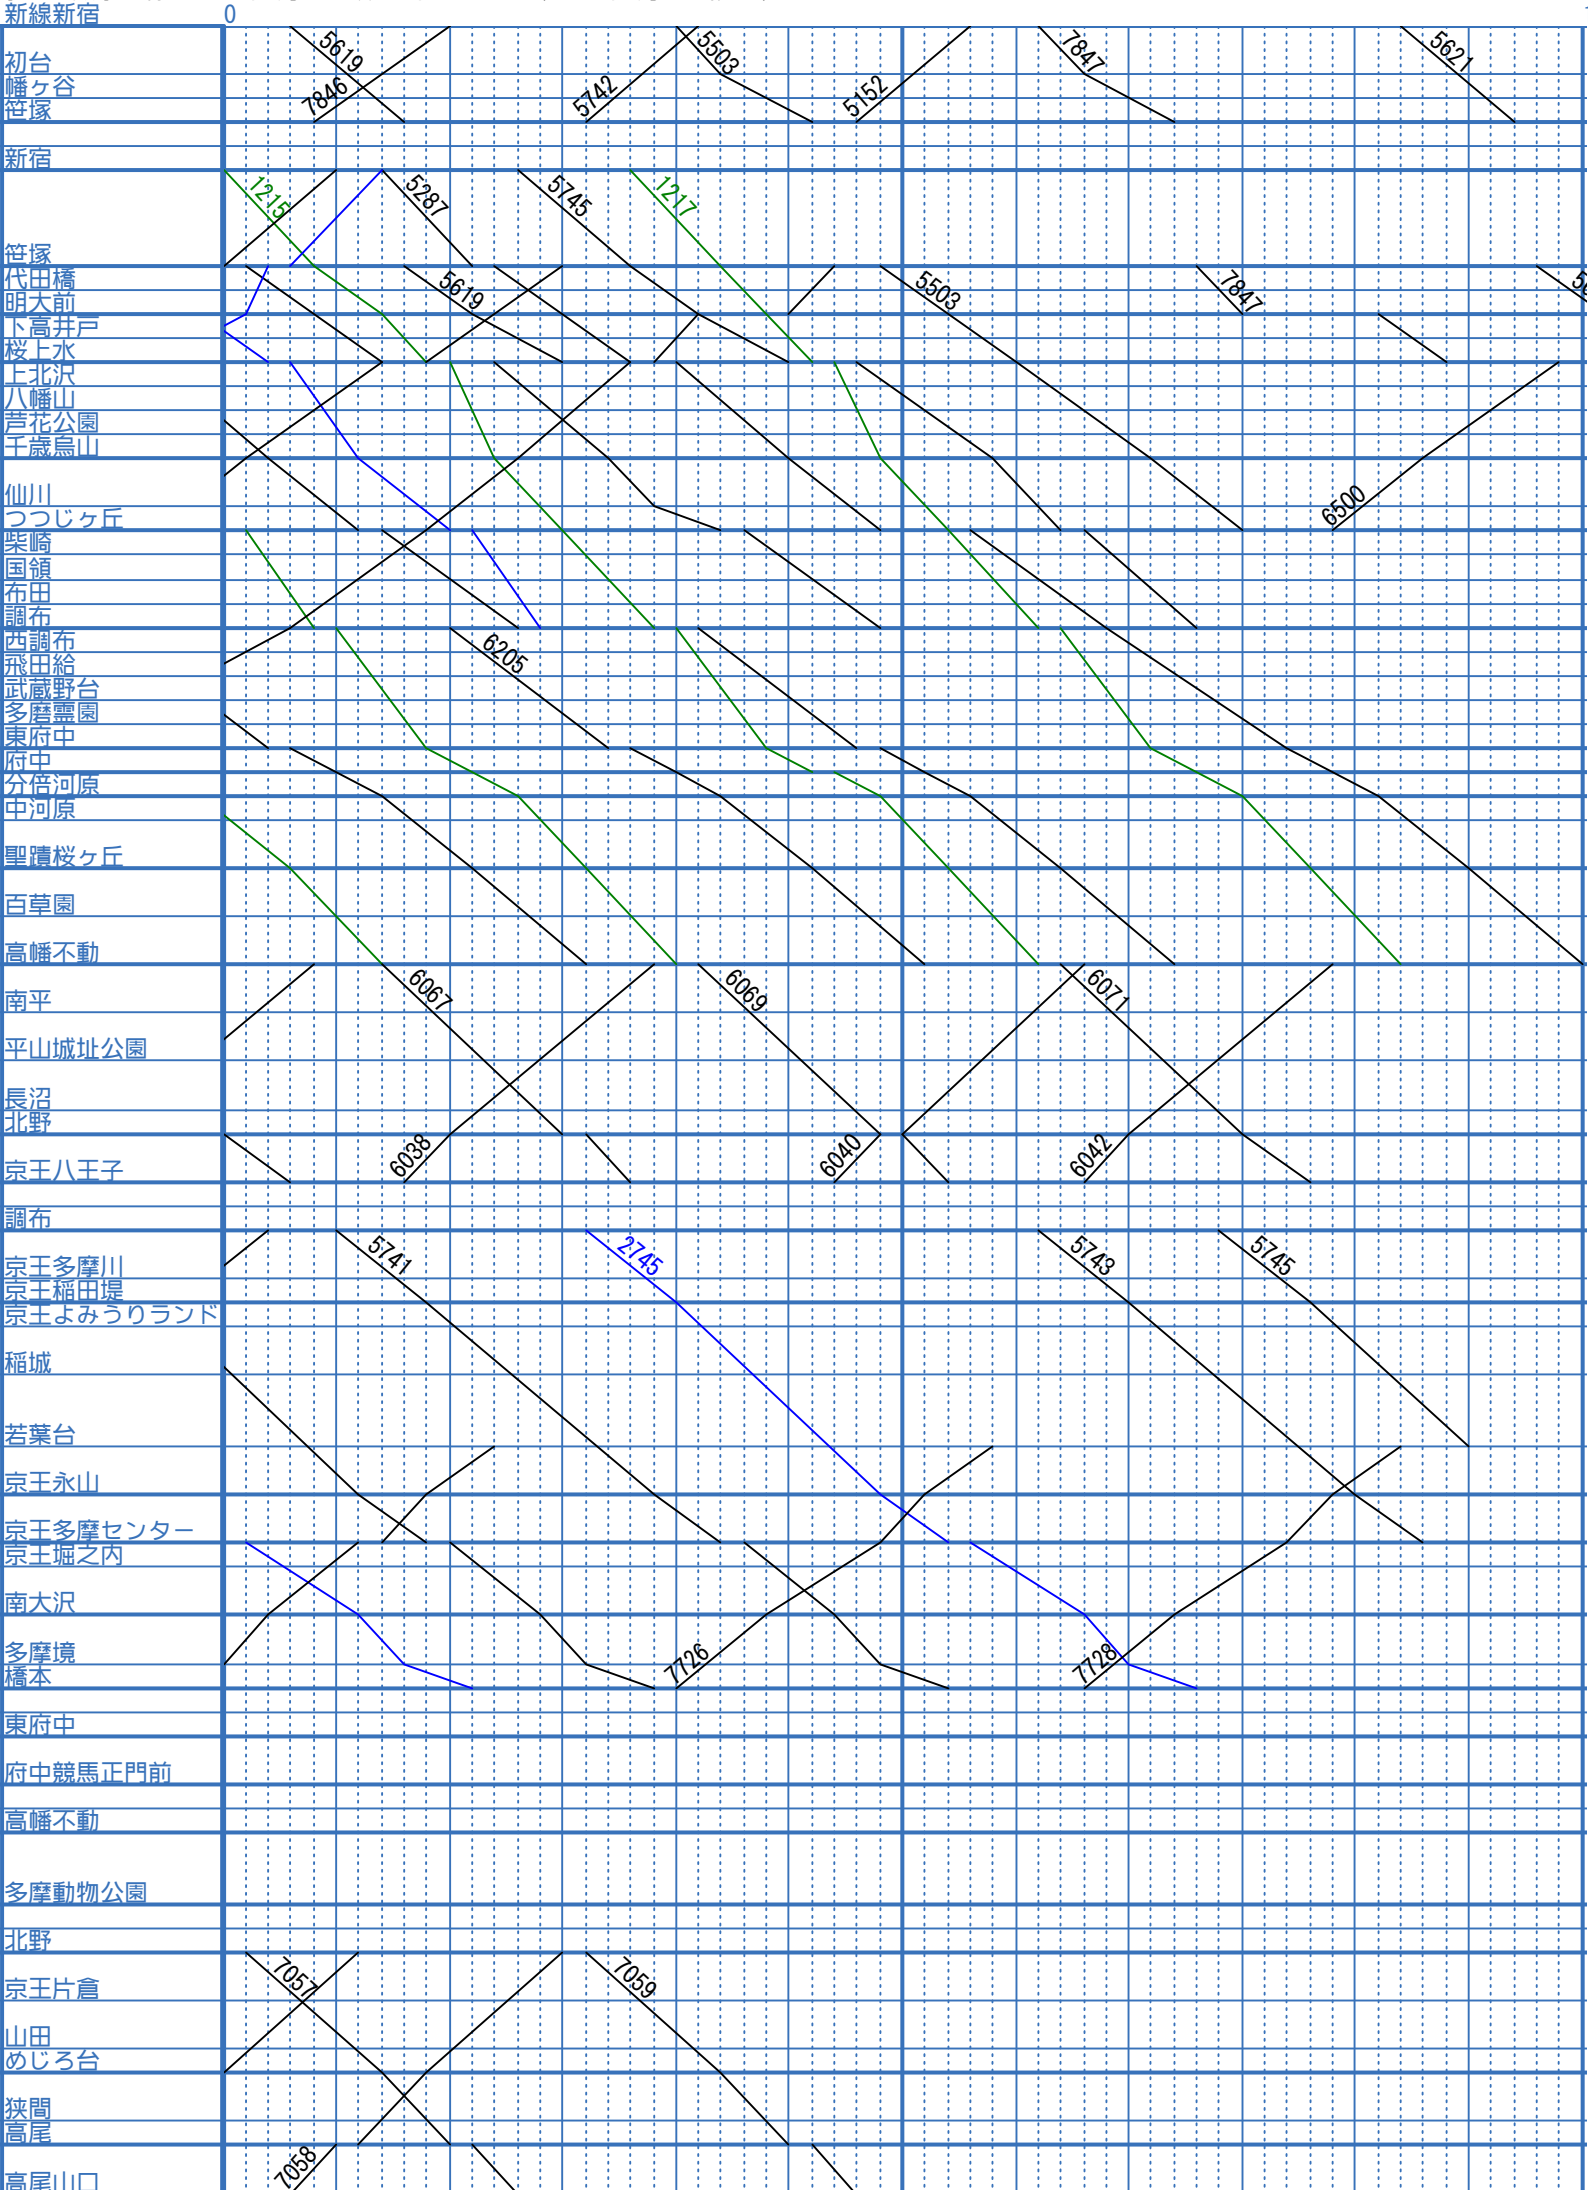 新線新宿
0
初台
幡ヶ谷
笹塚
5619
7846
5742
5503
5152
7847
5621
新宿
1215
5287
5745
1217
笹塚
代田橋
明大前
下高井戸
桜上水
5619
5503
7847
上北沢
八幡山
芦花公園
千歳烏山
仙川
つつじヶ丘
6500
柴崎
国領
布田
調布
西調布
飛田給
武蔵野台
多磨霊園
東府中
6205
府中
分倍河原
中河原
聖蹟桜ヶ丘
百草園
高幡不動
南平
平山城址公園
長沼
北野
京王八王子
6067
6069
6071
6038
6040
6042
調布
京王多摩川
京王稲田堤
京王よみうりランド
稲城
若葉台
京王永山
京王多摩センター
5741
2745
5743
5745
京王堀之内
南大沢
多摩境
橋本
7726
7728
東府中
府中競馬正門前
高幡不動
多摩動物公園
北野
京王片倉
山田
めじろ台
狭間
高尾
高尾山口
7057
7059
7058